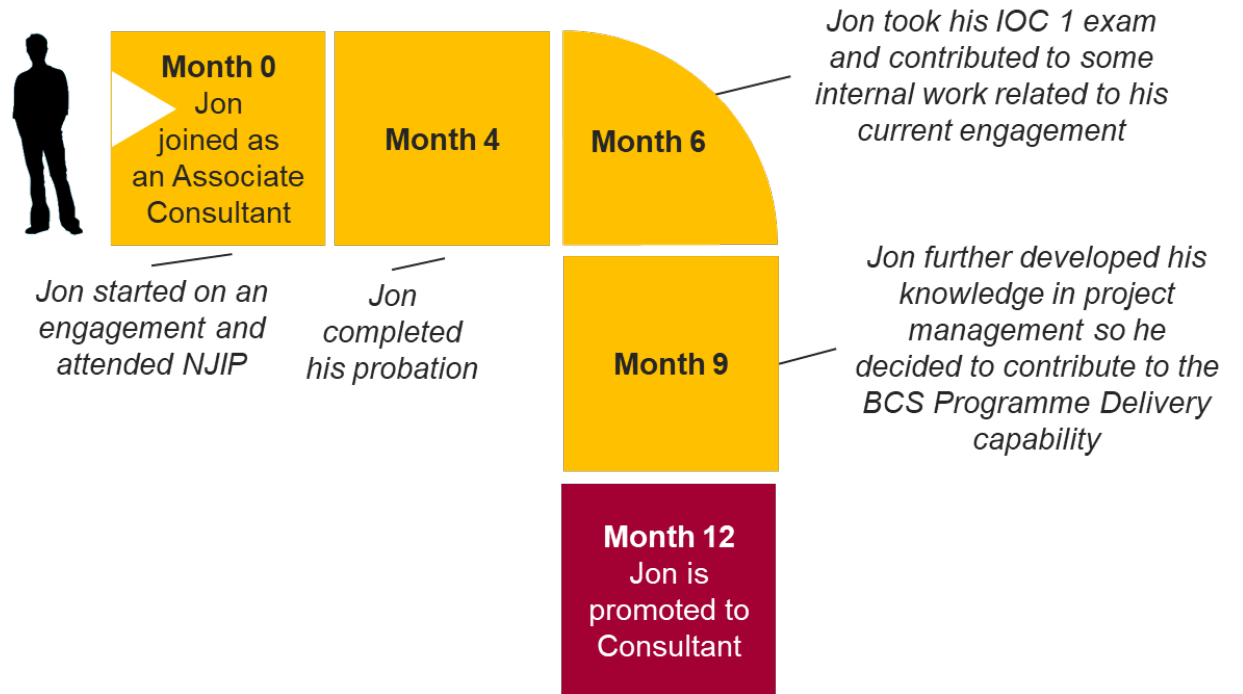 Month 0
Jon
joined as
an Associate
Consultant
Jon started on an
engagement and
attended NJIP
Month 4
Jon
completed
his probation
Month 6
Jon took his IOC 1 exam
and contributed to some
internal work related to his
current engagement
Month 9
Jon further developed his
knowledge in project
management so he
decided to contribute to the
BCS Programme Delivery
capability
Month 12
Jon is
promoted to
Consultant